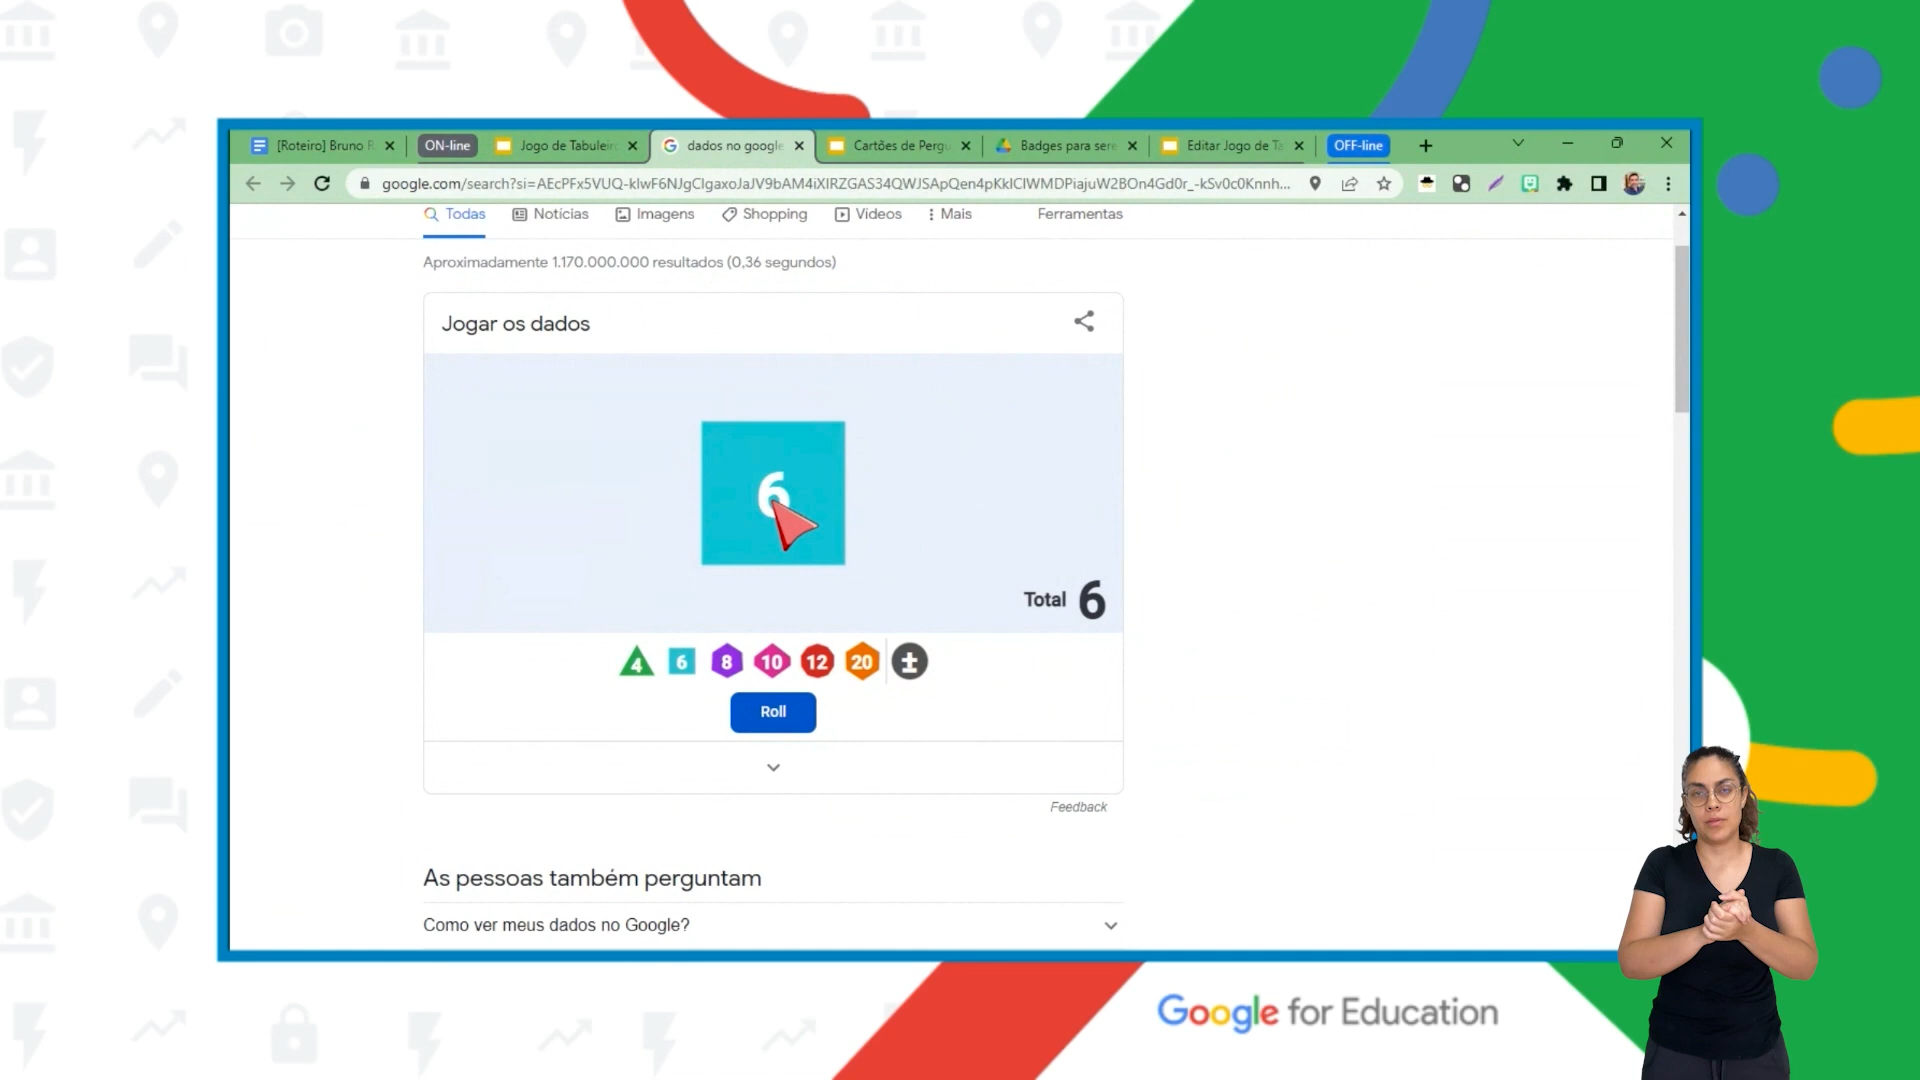 [Roteiro] Bruno F
ON-line
Jogo de Tabuleir
dados no google
Cartões de Pergu
Badges para sere
Editar Jogo de Ta
OFF-line
google.com/search?si=
Todas
Notícias
Imagens
Shopping
Vídeos
Mais
Ferramentas
Aproximadamente 1.170.000.000 resultados (0,36 segundos)
Jogar os dados
6
Total 6
4 6 8 10 12 20 ±
Roll
Feedback
As pessoas também perguntam
Como ver meus dados no Google?
Google for Education